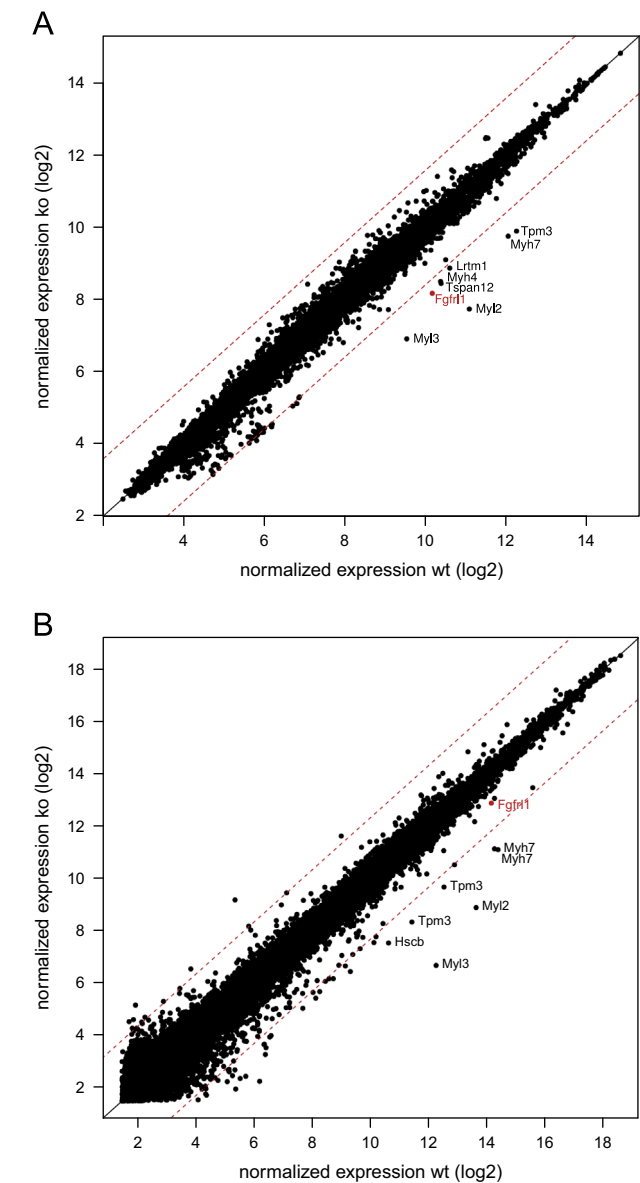 A
14
12
10
8
6
4
2
normalized expression ko (log2)
Tpm3
Myh7
Lrtm1
Myh4
Tspan12
Fgfrl1
Myl2
Myl3
4 6 8 10 12 14
normalized expression wt (log2)
B
18
16
14
12
10
8
6
4
2
normalized expression ko (log2)
Fgfrl1
Myh7
Myh7
Tpm3
Myl2
Tpm3
Hscb
Myl3
2 4 6 8 10 12 14 16 18
normalized expression wt (log2)